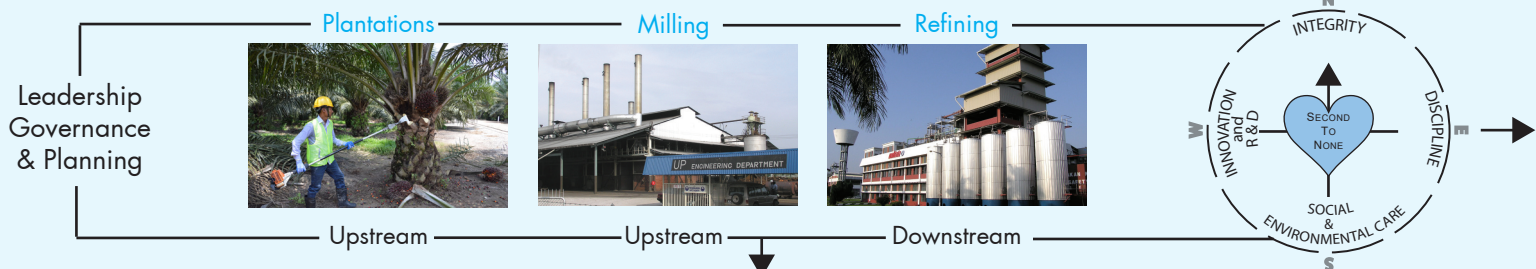 Plantations
Milling
Refining
Leadership
Governance
& Planning
UP ENGINEERING DEPARTMENT
Upstream
Upstream
Downstream
N
INTEGRITY
W
INNOVATION
and
R & D
SECOND
TO
NONE
DISCIPLINE
E
SOCIAL
&
ENVIRONMENTAL CARE
S